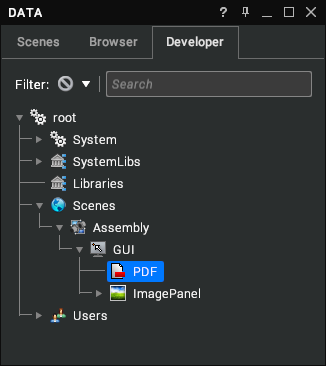 DATA ?
Scenes Browser Developer
Filter: Search
root
System
SystemLibs
Libraries
Scenes
Assembly
GUI
PDF
ImagePanel
Users